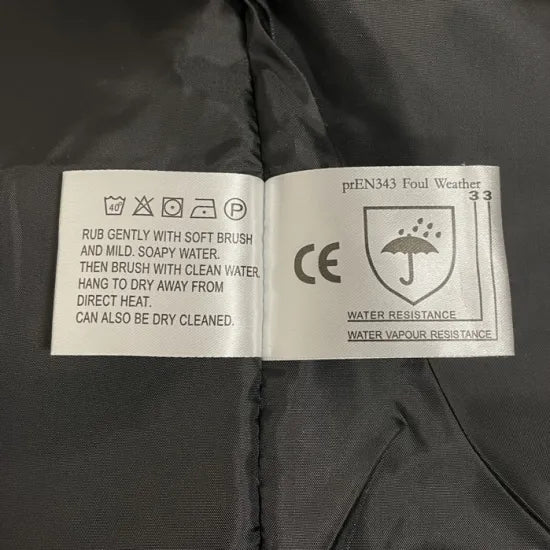 40
P
RUB GENTLY WITH SOFT BRUSH
AND MILD. SOAPY WATER.
THEN BRUSH WITH CLEAN WATER.
HANG TO DRY AWAY FROM
DIRECT HEAT.
CAN ALSO BE DRY CLEANED.
prEN343 Foul Weather
3 3
CE
WATER RESISTANCE
WATER VAPOUR RESISTANCE